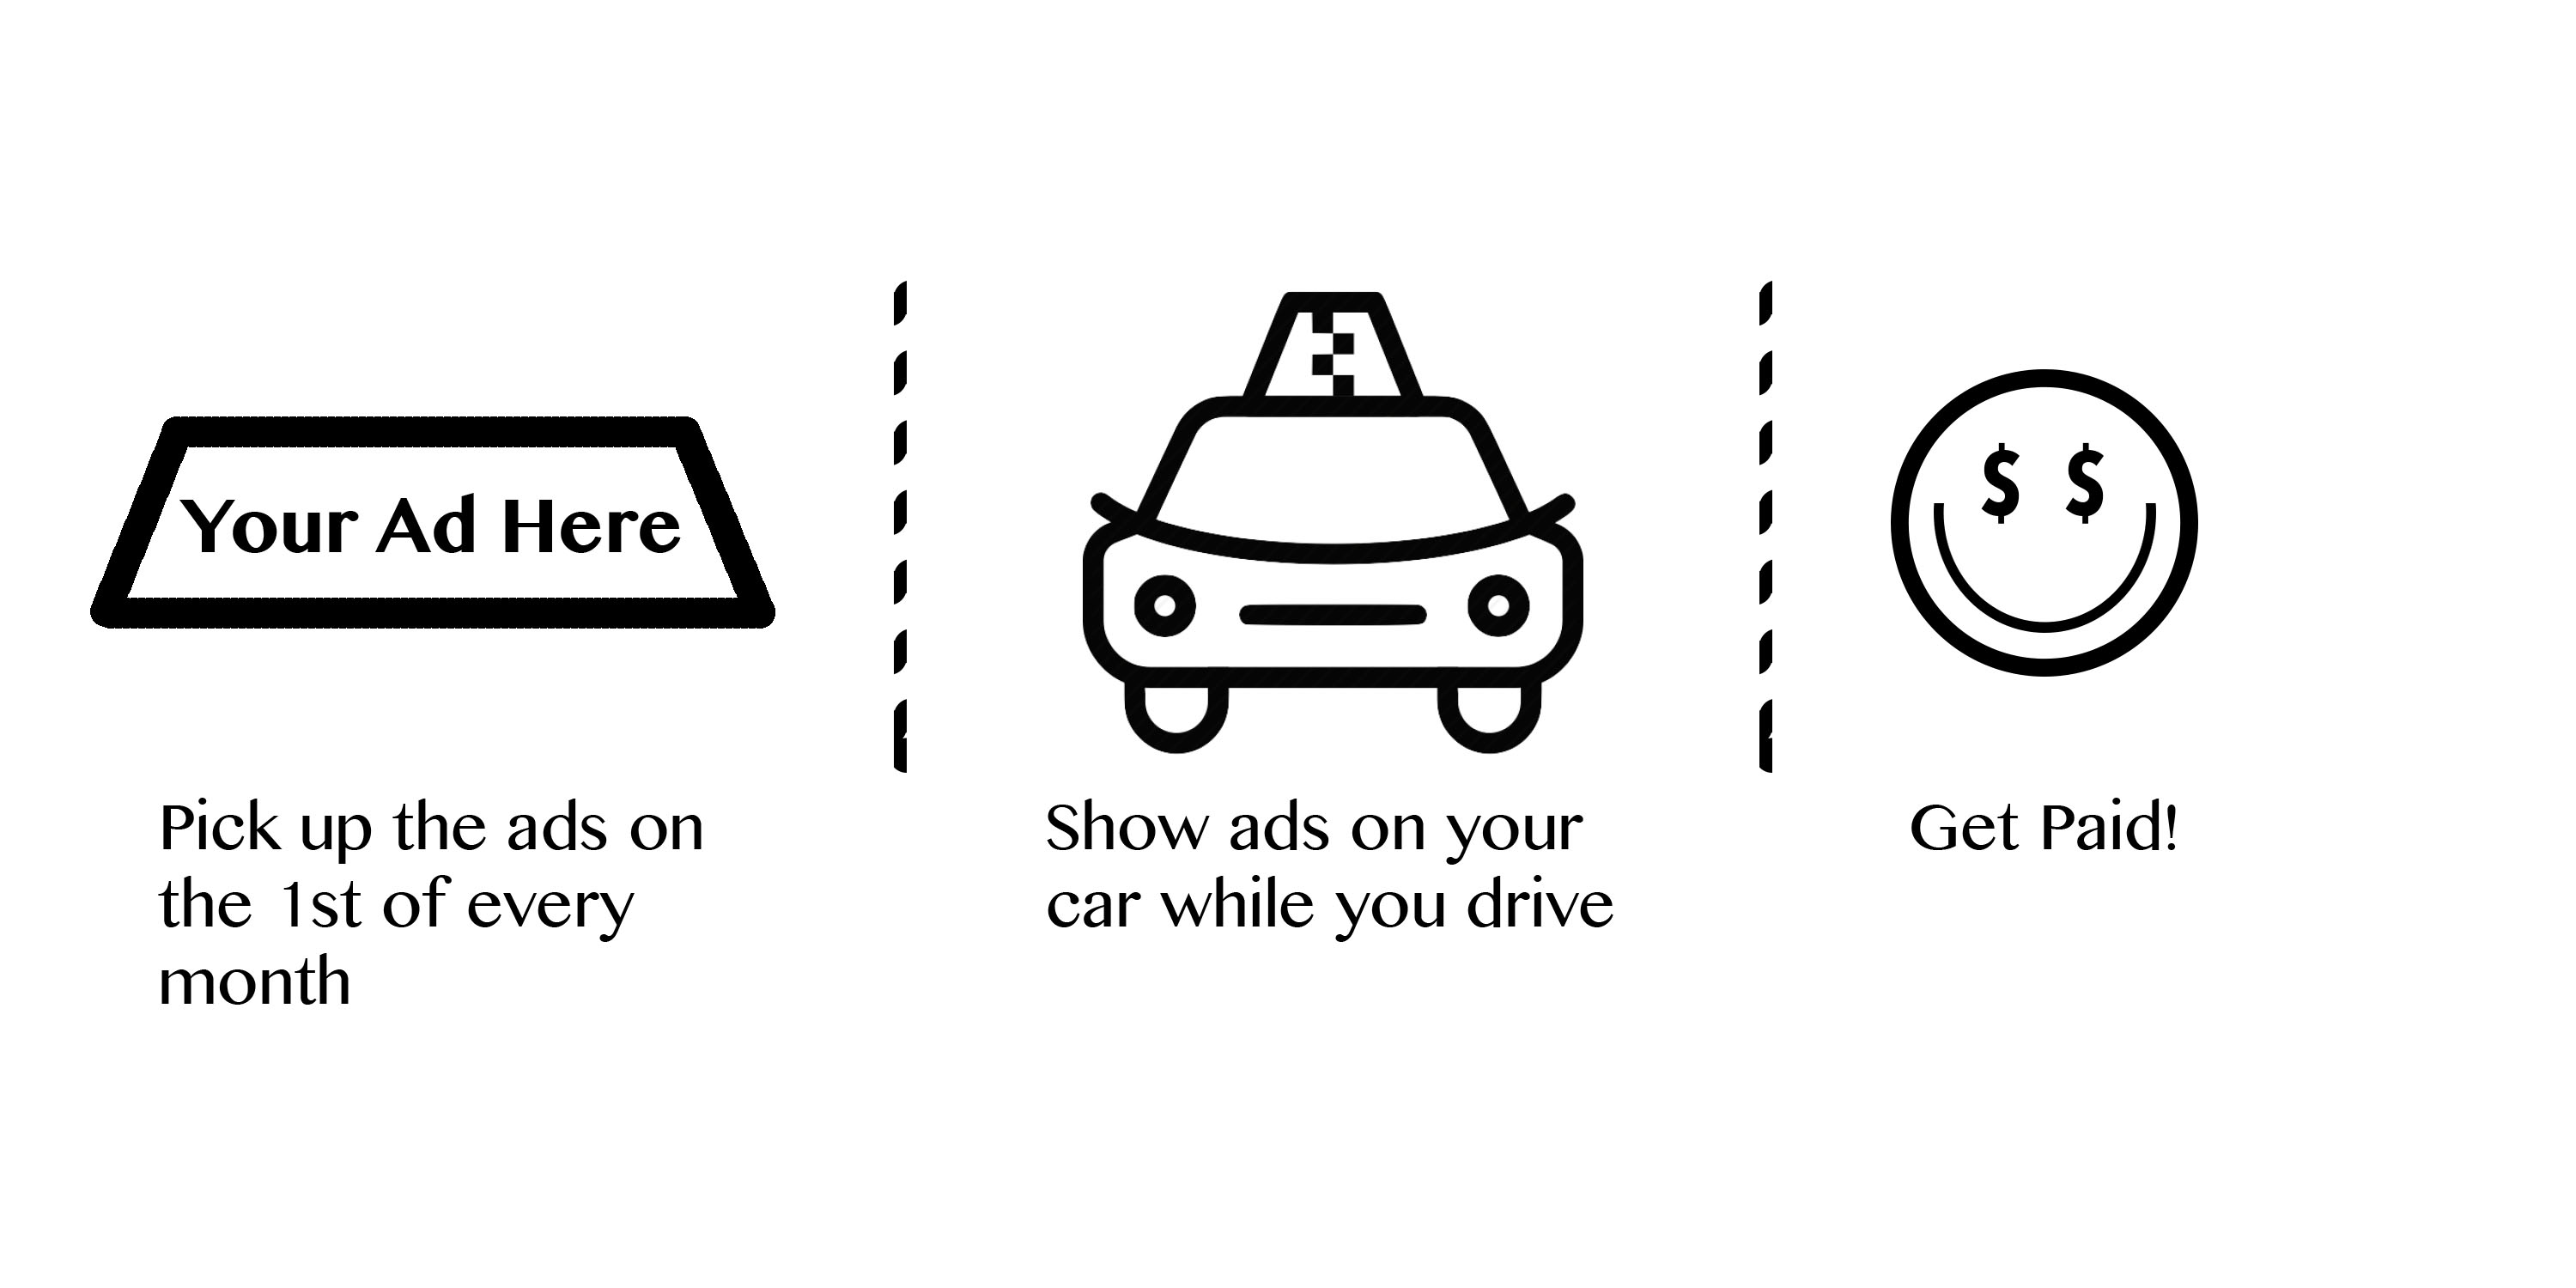 Your Ad Here
Pick up the ads on
the 1st of every
month
Show ads on your
car while you drive
$ $
Get Paid!